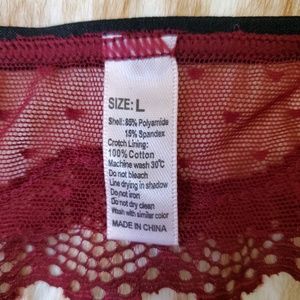 SIZE: L
Shell: 85% Polyamide
15% Spandex
Crotch Lining:
100% Cotton
Machine wash 30°C
Do not bleach
Line drying in shadow
Do not iron
Do not dry clean
Wash with similar color
MADE IN CHINA